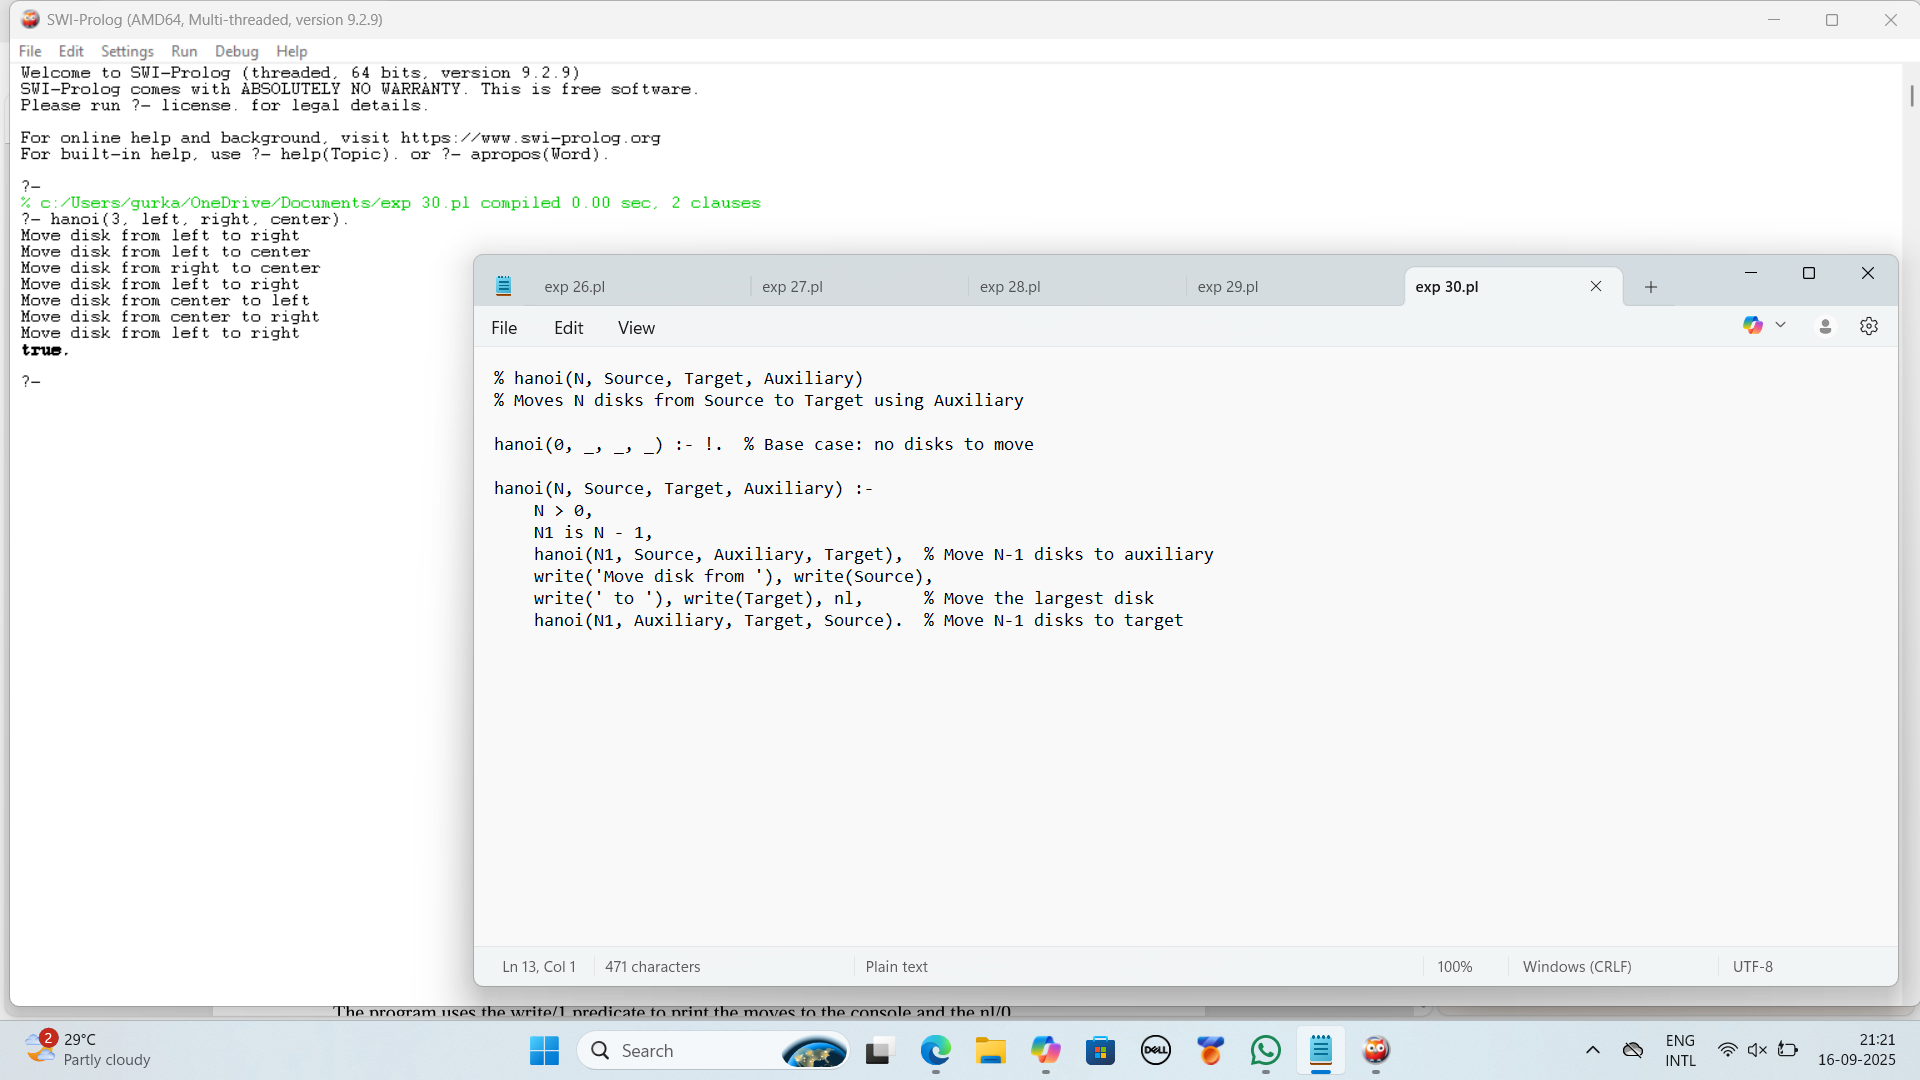 SWI-Prolog (AMD64, Multi-threaded, version 9.2.9)
File Edit Settings Run Debug Help
Welcome to SWI-Prolog (threaded, 64 bits, version 9.2.9)
SWI-Prolog comes with ABSOLUTELY NO WARRANTY. This is free software.
Please run ?- license. for legal details.
For online help and background, visit https://www.swi-prolog.org
For built-in help, use ?- help(Topic). or ?- apropos(Word).
?-
% c:/Users/gurka/OneDrive/Documents/exp 30.pl compiled 0.00 sec, 2 clauses
?- hanoi(3, left, right, center).
Move disk from left to right
Move disk from left to center
Move disk from right to center
Move disk from left to right
Move disk from center to left
Move disk from center to right
Move disk from left to right
true.
?-
exp 26.pl exp 27.pl exp 28.pl exp 29.pl exp 30.pl
File Edit View
% hanoi(N, Source, Target, Auxiliary)
% Moves N disks from Source to Target using Auxiliary
hanoi(0, _, _, _) :- !.  % Base case: no disks to move
hanoi(N, Source, Target, Auxiliary) :-
    N > 0,
    N1 is N - 1,
    hanoi(N1, Source, Auxiliary, Target),  % Move N-1 disks to auxiliary
    write('Move disk from '), write(Source),
    write(' to '), write(Target), nl,      % Move the largest disk
    hanoi(N1, Auxiliary, Target, Source).  % Move N-1 disks to target
Ln 13, Col 1 471 characters Plain text 100% Windows (CRLF) UTF-8
The program uses the write/1 predicate to print the moves to the console and the nl/0
2 29°C
Partly cloudy
Search
DELL
ENG
INTL
21:21
16-09-2025